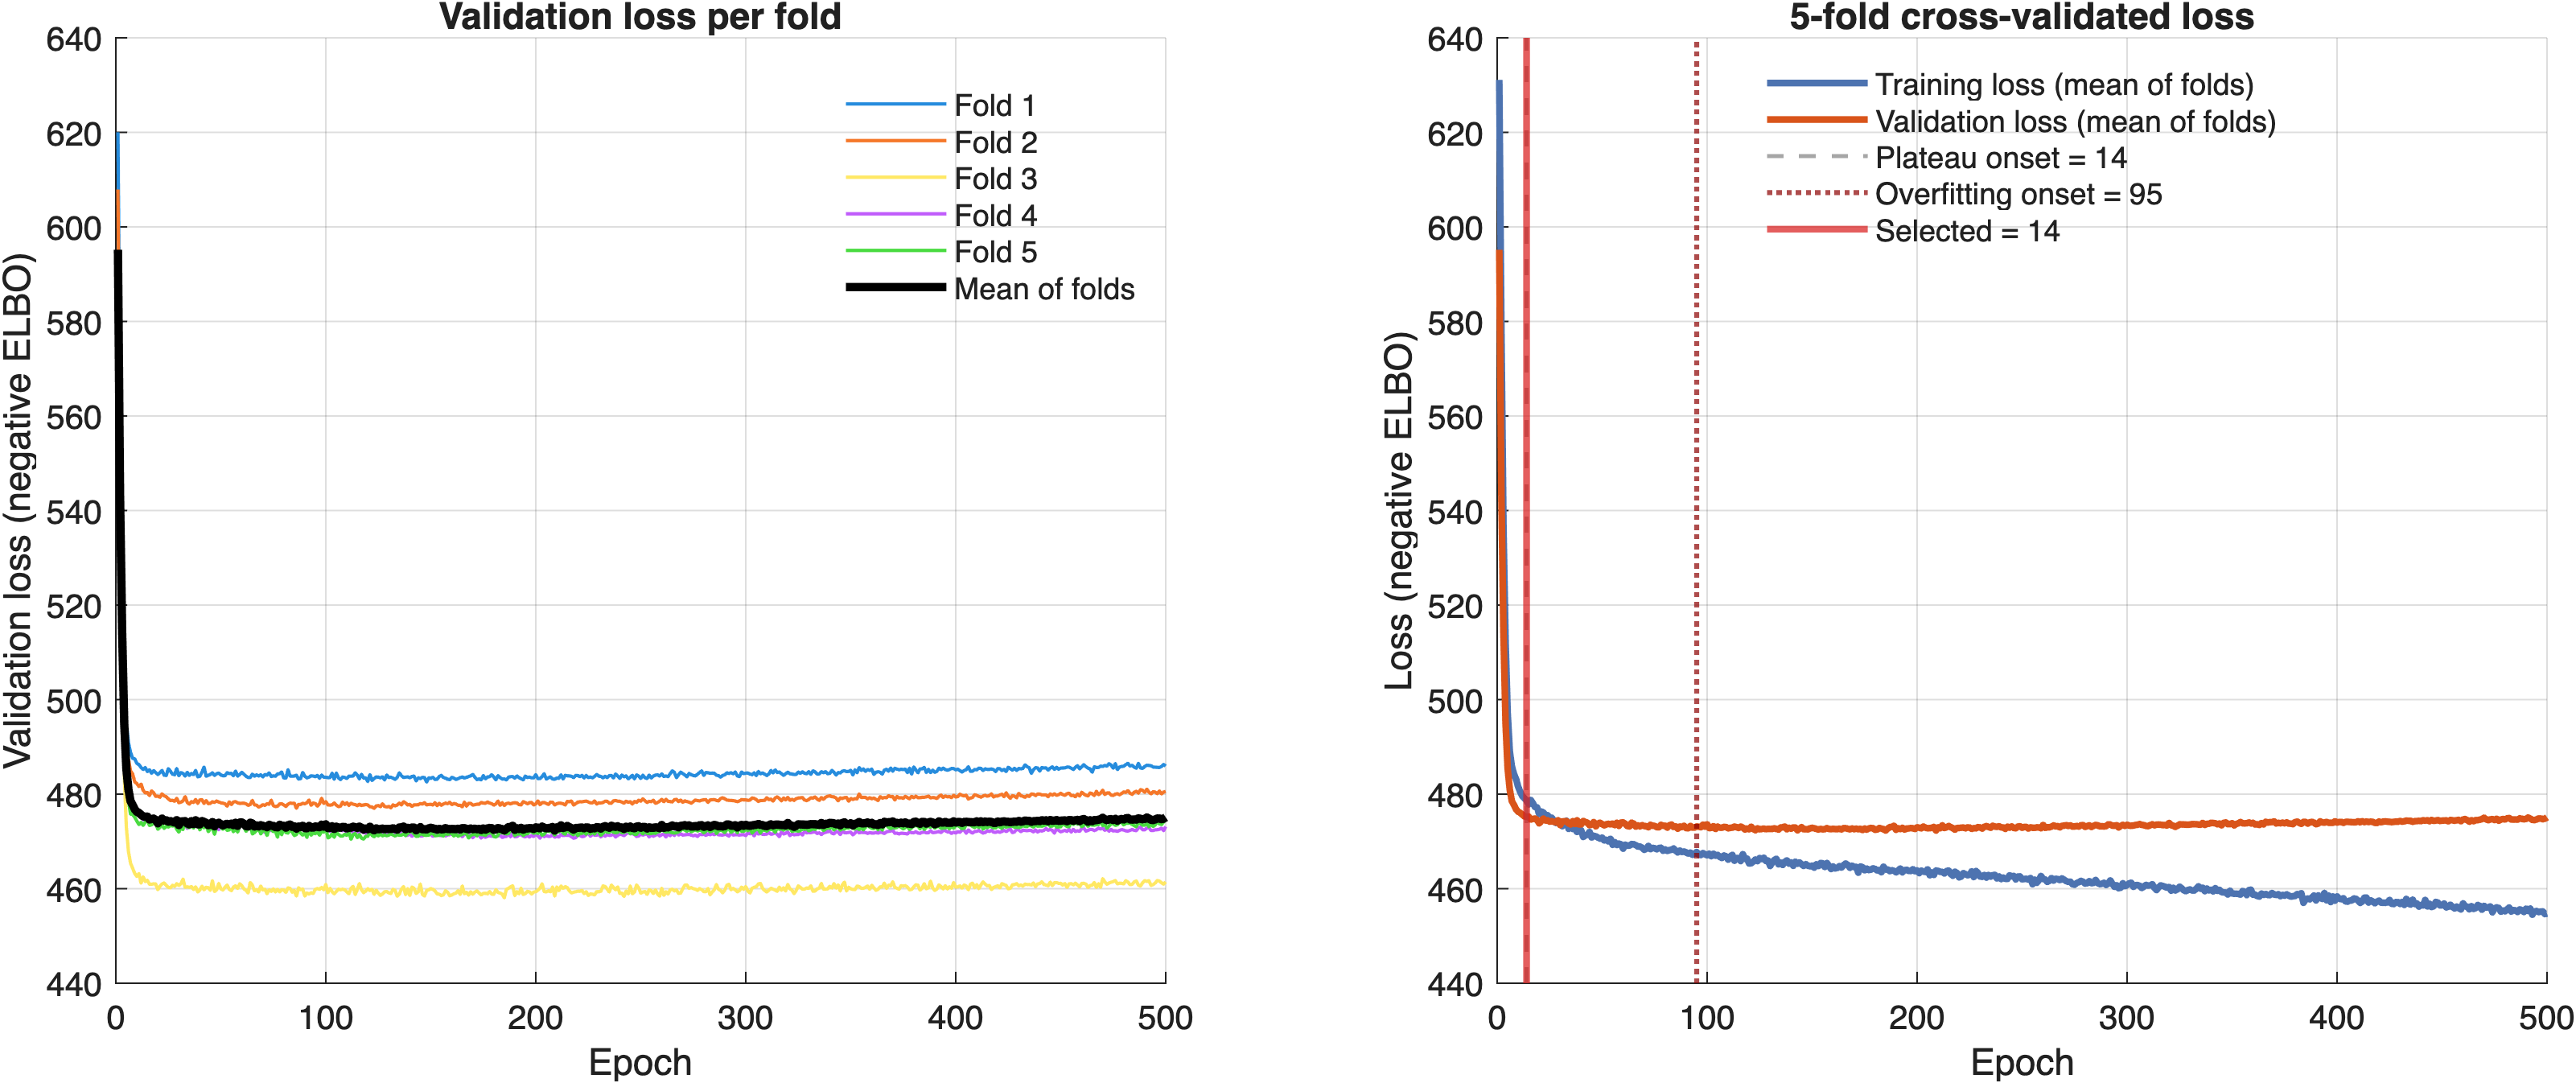 Validation loss per fold
640
620
600
580
560
540
520
500
480
460
440
Validation loss (negative ELBO)
Fold 1
Fold 2
Fold 3
Fold 4
Fold 5
Mean of folds
0
100
200
300
400
500
Epoch
5-fold cross-validated loss
640
620
600
580
560
540
520
500
480
460
440
Loss (negative ELBO)
Training loss (mean of folds)
Validation loss (mean of folds)
Plateau onset = 14
Overfitting onset = 95
Selected = 14
0
100
200
300
400
500
Epoch